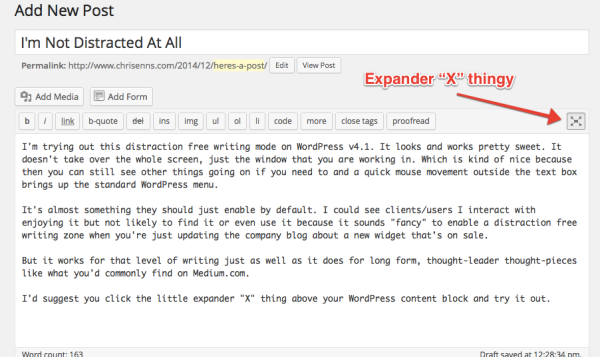 Add New Post
I'm Not Distracted At All
Permalink: http://www.chrisenns.com/2014/12/heres-a-post/ Edit View Post
Expander “X” thingy
Add Media Add Form
b i link b-quote del ins img ul ol li code more close tags proofread
I'm trying out this distraction free writing mode on WordPress v4.1. It looks and works pretty sweet. It
doesn't take over the whole screen, just the window that you are working in. Which is kind of nice because
then you can still see other things going on if you need to and a quick mouse movement outside the text box
brings up the standard WordPress menu.
It's almost something they should just enable by default. I could see clients/users I interact with
enjoying it but not likely to find it or even use it because it sounds "fancy" to enable a distraction free
writing zone when you're just updating the company blog about a new widget that's on sale.
But it works for that level of writing just as well as it does for long form, thought-leader thought-pieces
like what you'd commonly find on Medium.com.
I'd suggest you click the little expander "X" thing above your WordPress content block and try it out.
Word count: 163 Draft saved at 12:28:34 pm.